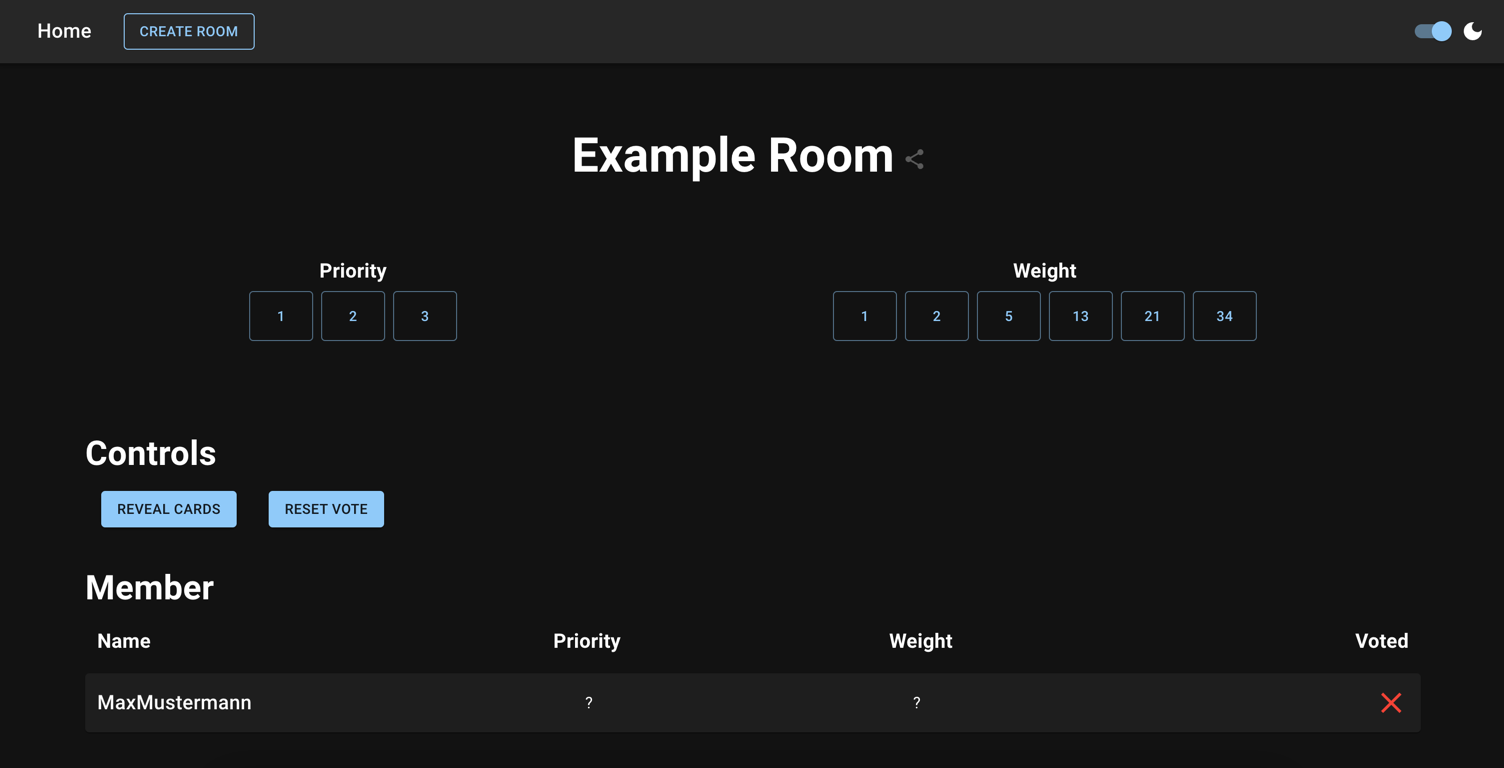 Home CREATE ROOM
Example Room
Priority Weight
1 2 3 1 2 5 13 21 34
Controls
REVEAL CARDS RESET VOTE
Member
Name Priority Weight Voted
MaxMustermann ? ?